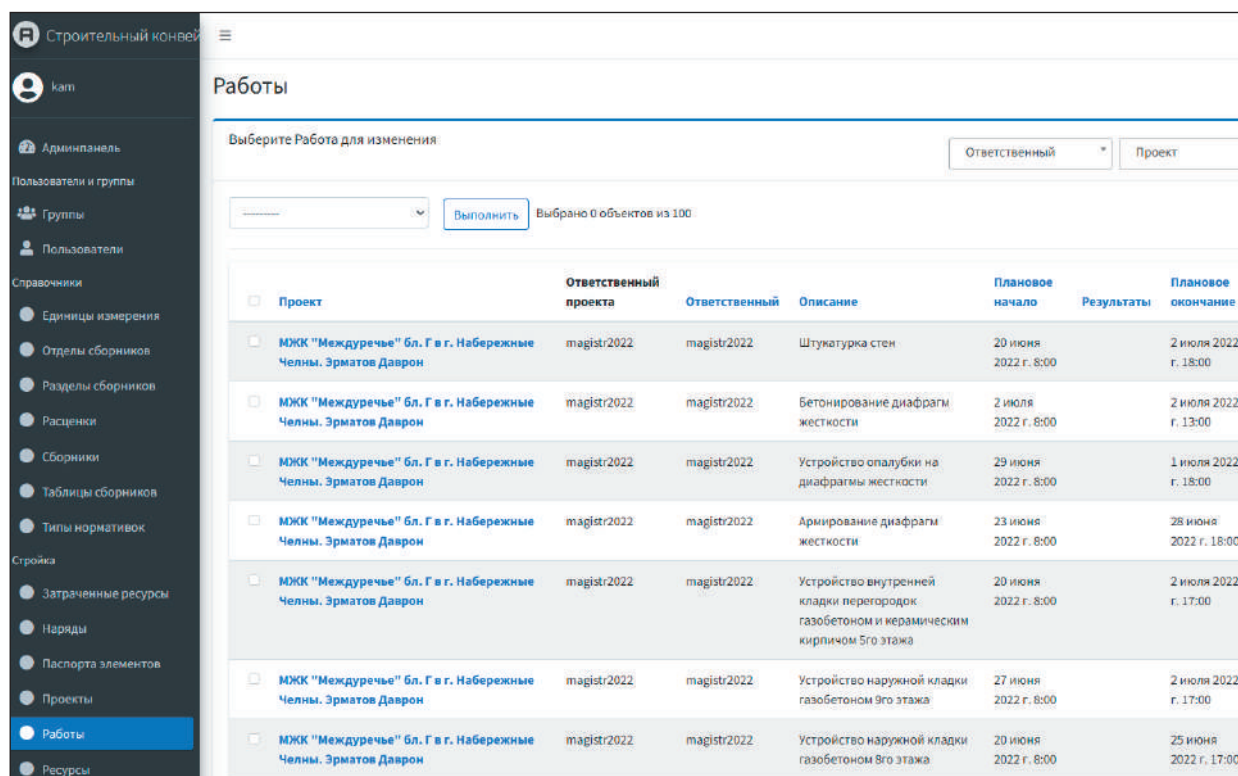 Строительный конвей
kam
Админпанель
Пользователи и группы
Группы
Пользователи
Справочники
Единицы измерения
Отделы сборников
Разделы сборников
Расценки
Сборники
Таблицы сборников
Типы нормативок
Стройка
Затраченные ресурсы
Наряды
Паспорта элементов
Проекты
Работы
Ресурсы
Работы
Выберите Работа для изменения
Ответственный
Проект
---------
Выполнить
Выбрано 0 объектов из 100
Проект
Ответственный
проекта
Ответственный
Описание
Плановое
начало
Результаты
Плановое
окончание
МЖК "Междуречье" бл. Г в г. Набережные
Челны. Эрматов Даврон
magistr2022
magistr2022
Штукатурка стен
20 июня
2022 г. 8:00
2 июля 2022
г. 18:00
МЖК "Междуречье" бл. Г в г. Набережные
Челны. Эрматов Даврон
magistr2022
magistr2022
Бетонирование диафрагм
жесткости
2 июля
2022 г. 8:00
2 июля 2022
г. 13:00
МЖК "Междуречье" бл. Г в г. Набережные
Челны. Эрматов Даврон
magistr2022
magistr2022
Устройство опалубки на
диафрагмы жесткости
29 июня
2022 г. 8:00
1 июля 2022
г. 18:00
МЖК "Междуречье" бл. Г в г. Набережные
Челны. Эрматов Даврон
magistr2022
magistr2022
Армирование диафрагм
жесткости
23 июня
2022 г. 8:00
28 июня
2022 г. 18:00
МЖК "Междуречье" бл. Г в г. Набережные
Челны. Эрматов Даврон
magistr2022
magistr2022
Устройство внутренней
кладки перегородок
газобетоном и керамическим
кирпичом 5го этажа
20 июня
2022 г. 8:00
2 июля 2022
г. 17:00
МЖК "Междуречье" бл. Г в г. Набережные
Челны. Эрматов Даврон
magistr2022
magistr2022
Устройство наружной кладки
газобетоном 9го этажа
27 июня
2022 г. 8:00
2 июля 2022
г. 17:00
МЖК "Междуречье" бл. Г в г. Набережные
Челны. Эрматов Даврон
magistr2022
magistr2022
Устройство наружной кладки
газобетоном 8го этажа
20 июня
2022 г. 8:00
25 июня
2022 г. 17:00